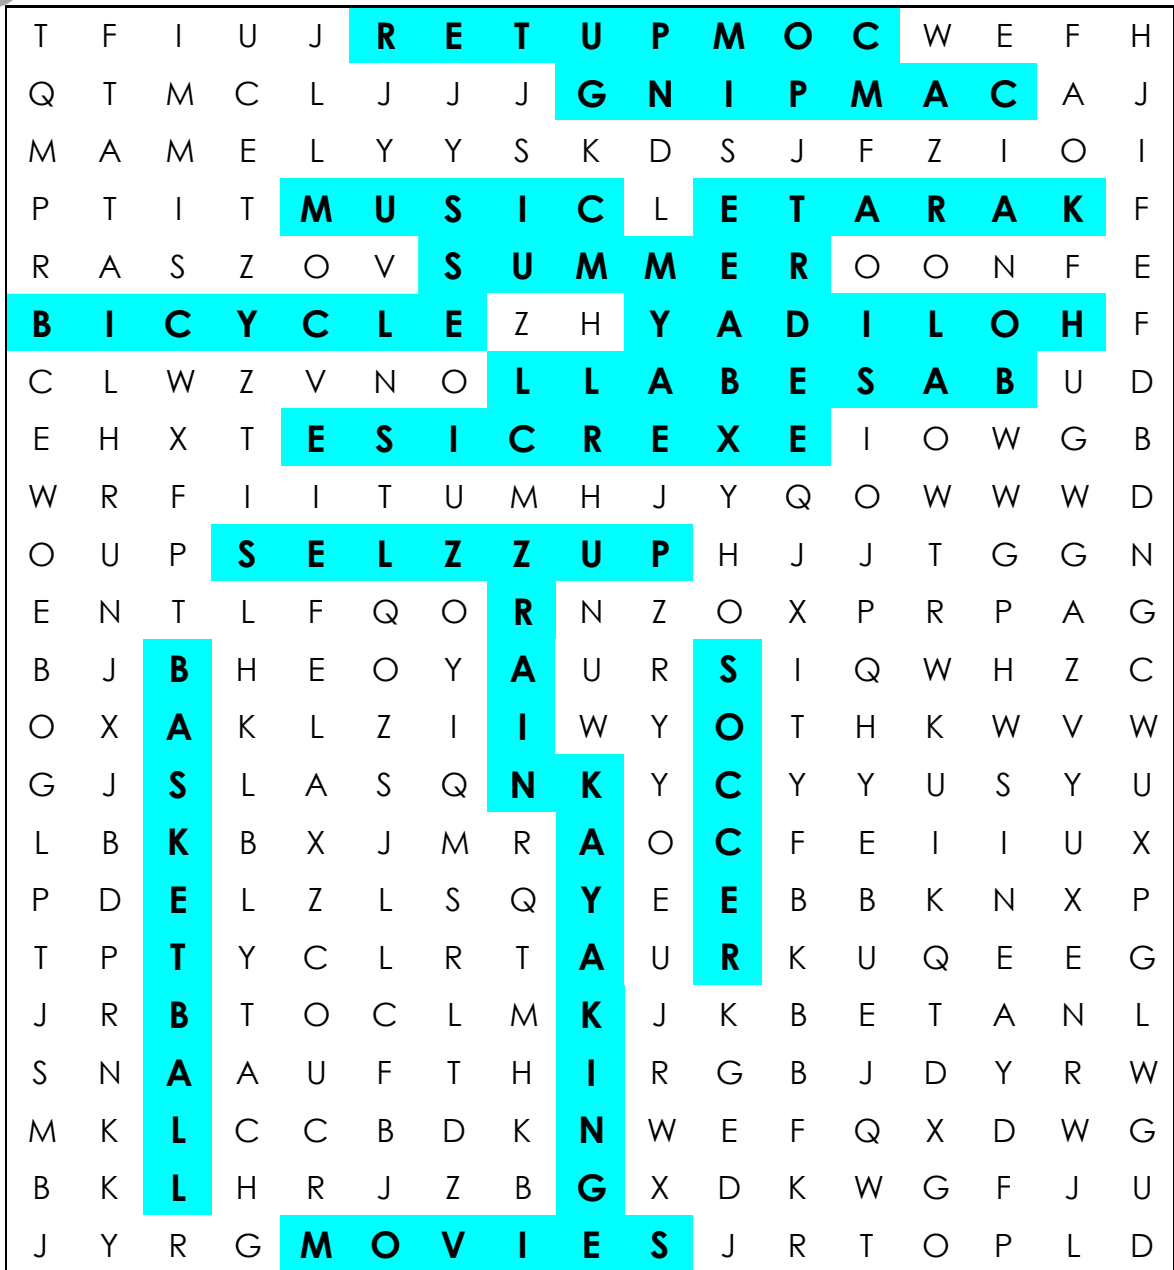 T F I U J R E T U P M O C W E F H
Q T M C L J J J G N I P M A C A J
M A M E L Y Y S K D S J F Z I O I
P T I T M U S I C L E T A R A K F
R A S Z O V S U M M E R O O N F E
B I C Y C L E Z H Y A D I L O H F
C L W Z V N O L L A B E S A B U D
E H X T E S I C R E X E I O W G B
W R F I I T U M H J Y Q O W W W D
O U P S E L Z Z U P H J J T G G N
E N T L F Q O R N Z O X P R P A G
B J B H E O Y A U R S I Q W H Z C
O X A K L Z I I W Y O T H K W V W
G J S L A S Q N K Y C Y Y U S Y U
L B K B X J M R A O C F E I I U X
P D E L Z L S Q Y E E B B K N X P
T P T Y C L R T A U R K U Q E E G
J R B T O C L M K J K B E T A N L
S N A A U F T H I R G B J D Y R W
M K L C C B D K N W E F Q X D W G
B K L H R J Z B G X D K W G F J U
J Y R G M O V I E S J R T O P L D